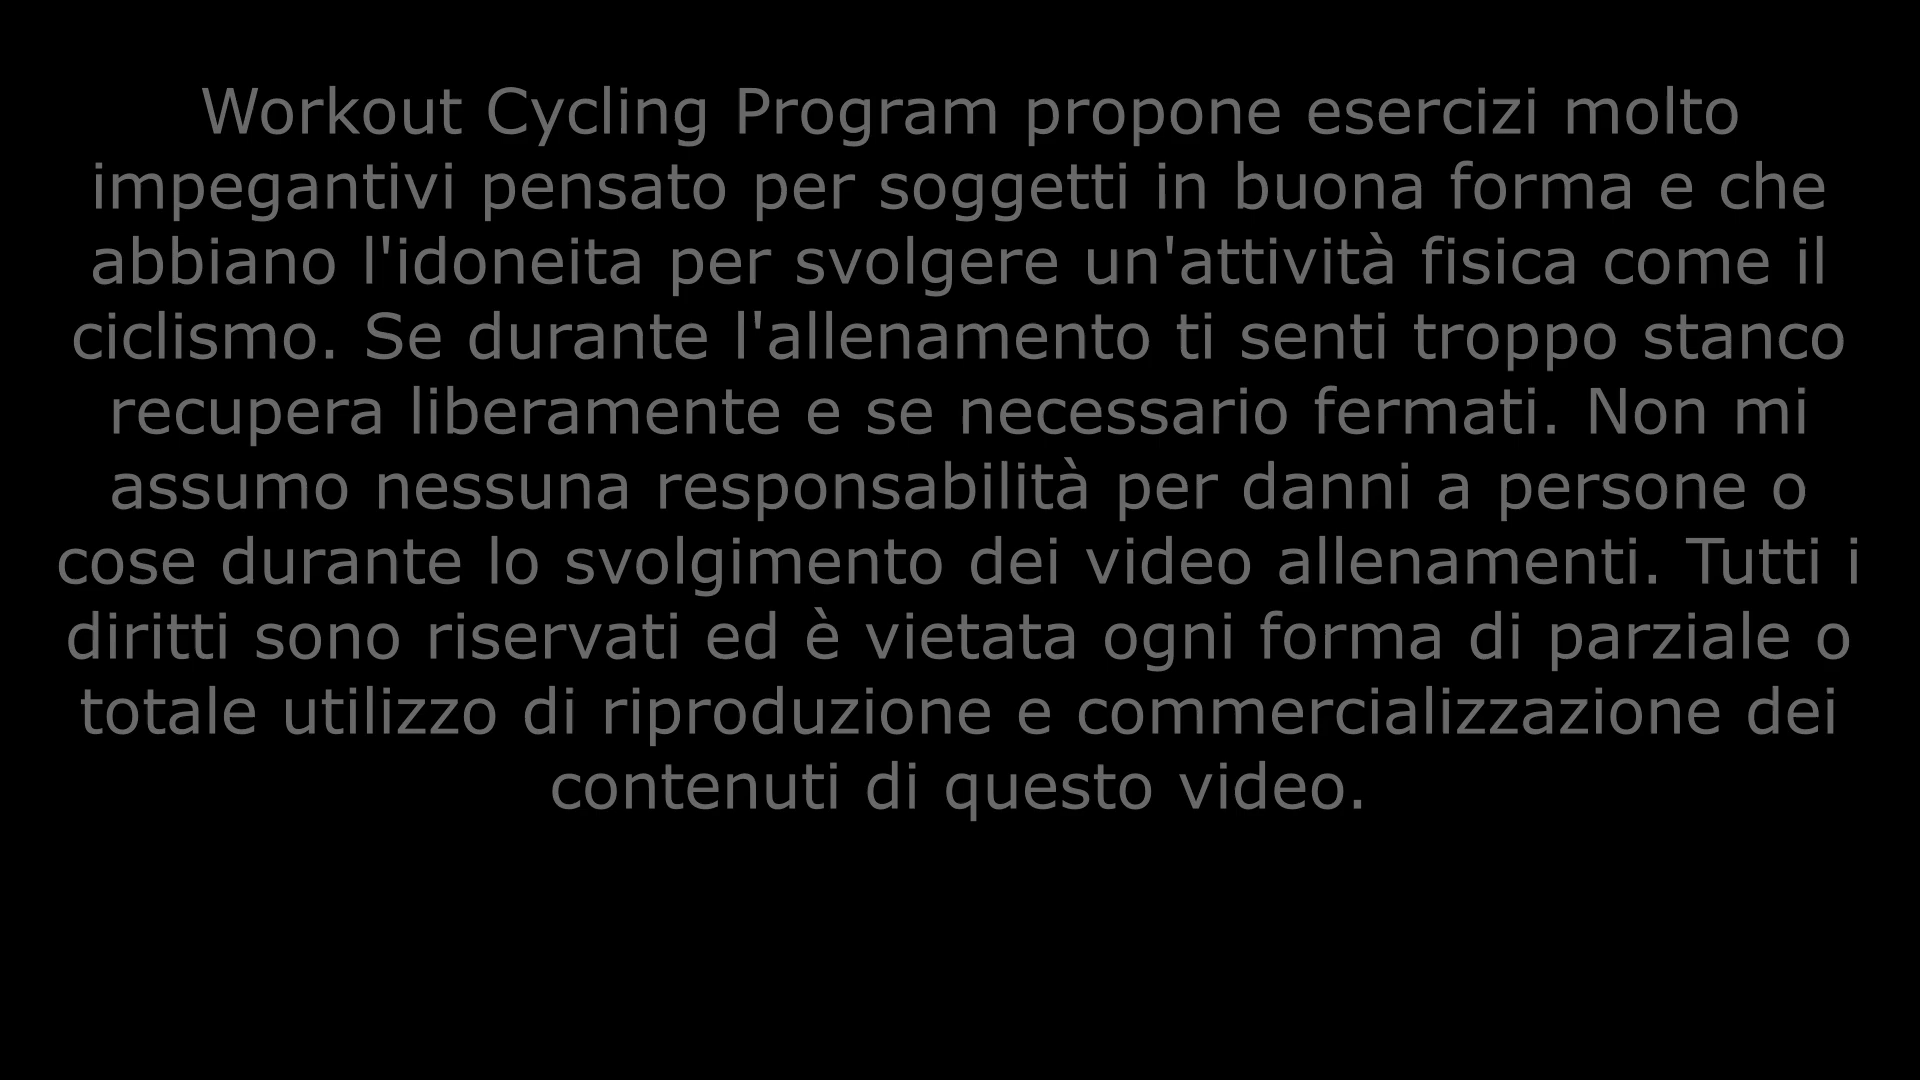 Workout Cycling Program propone esercizi molto
impegantivi pensato per soggetti in buona forma e che
abbiano l'idoneita per svolgere un'attività fisica come il
ciclismo. Se durante l'allenamento ti senti troppo stanco
recupera liberamente e se necessario fermati. Non mi
assumo nessuna responsabilità per danni a persone o
cose durante lo svolgimento dei video allenamenti. Tutti i
diritti sono riservati ed è vietata ogni forma di parziale o
totale utilizzo di riproduzione e commercializzazione dei
contenuti di questo video.